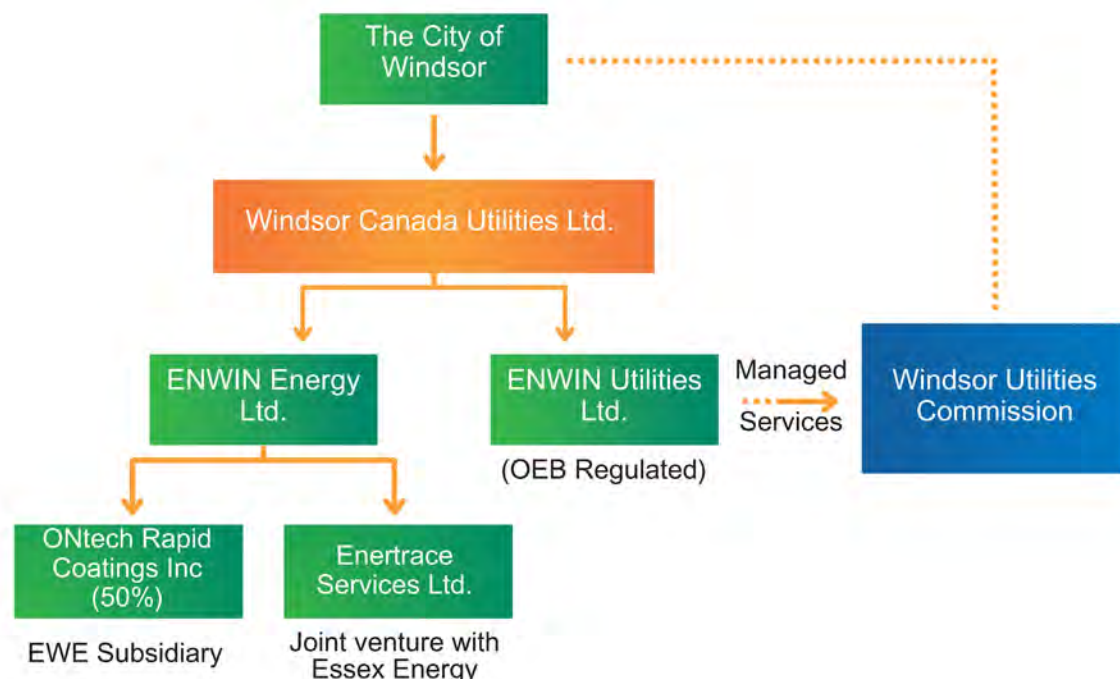 The City of
Windsor
Windsor Canada Utilities Ltd.
ENWIN Energy
Ltd.
ENWIN Utilities
Ltd.
(OEB Regulated)
Managed
Services
Windsor Utilities
Commission
ONtech Rapid
Coatings Inc
(50%)
EWE Subsidiary
Enertrace
Services Ltd.
Joint venture with
Essex Energy